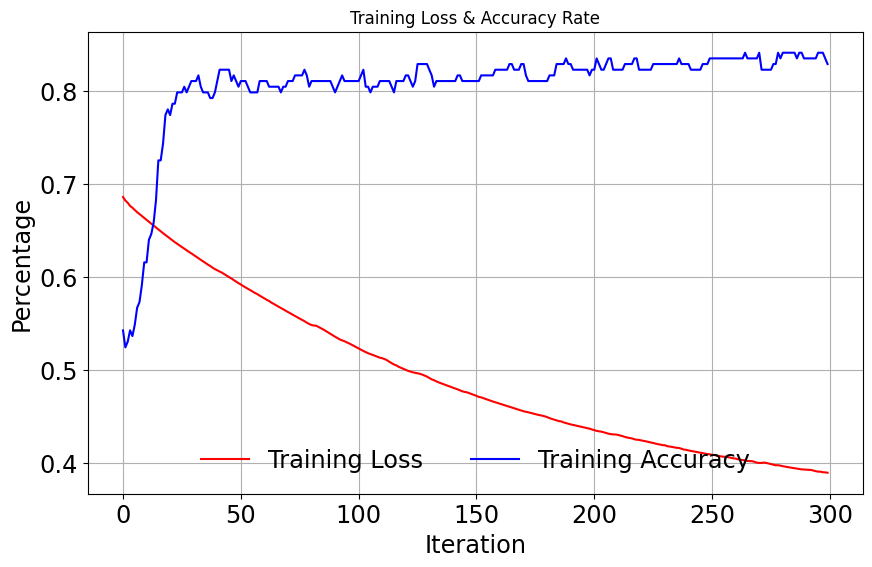 Training Loss & Accuracy Rate
Percentage
0.8
0.7
0.6
0.5
0.4
Training Loss Training Accuracy
0 50 100 150 200 250 300
Iteration